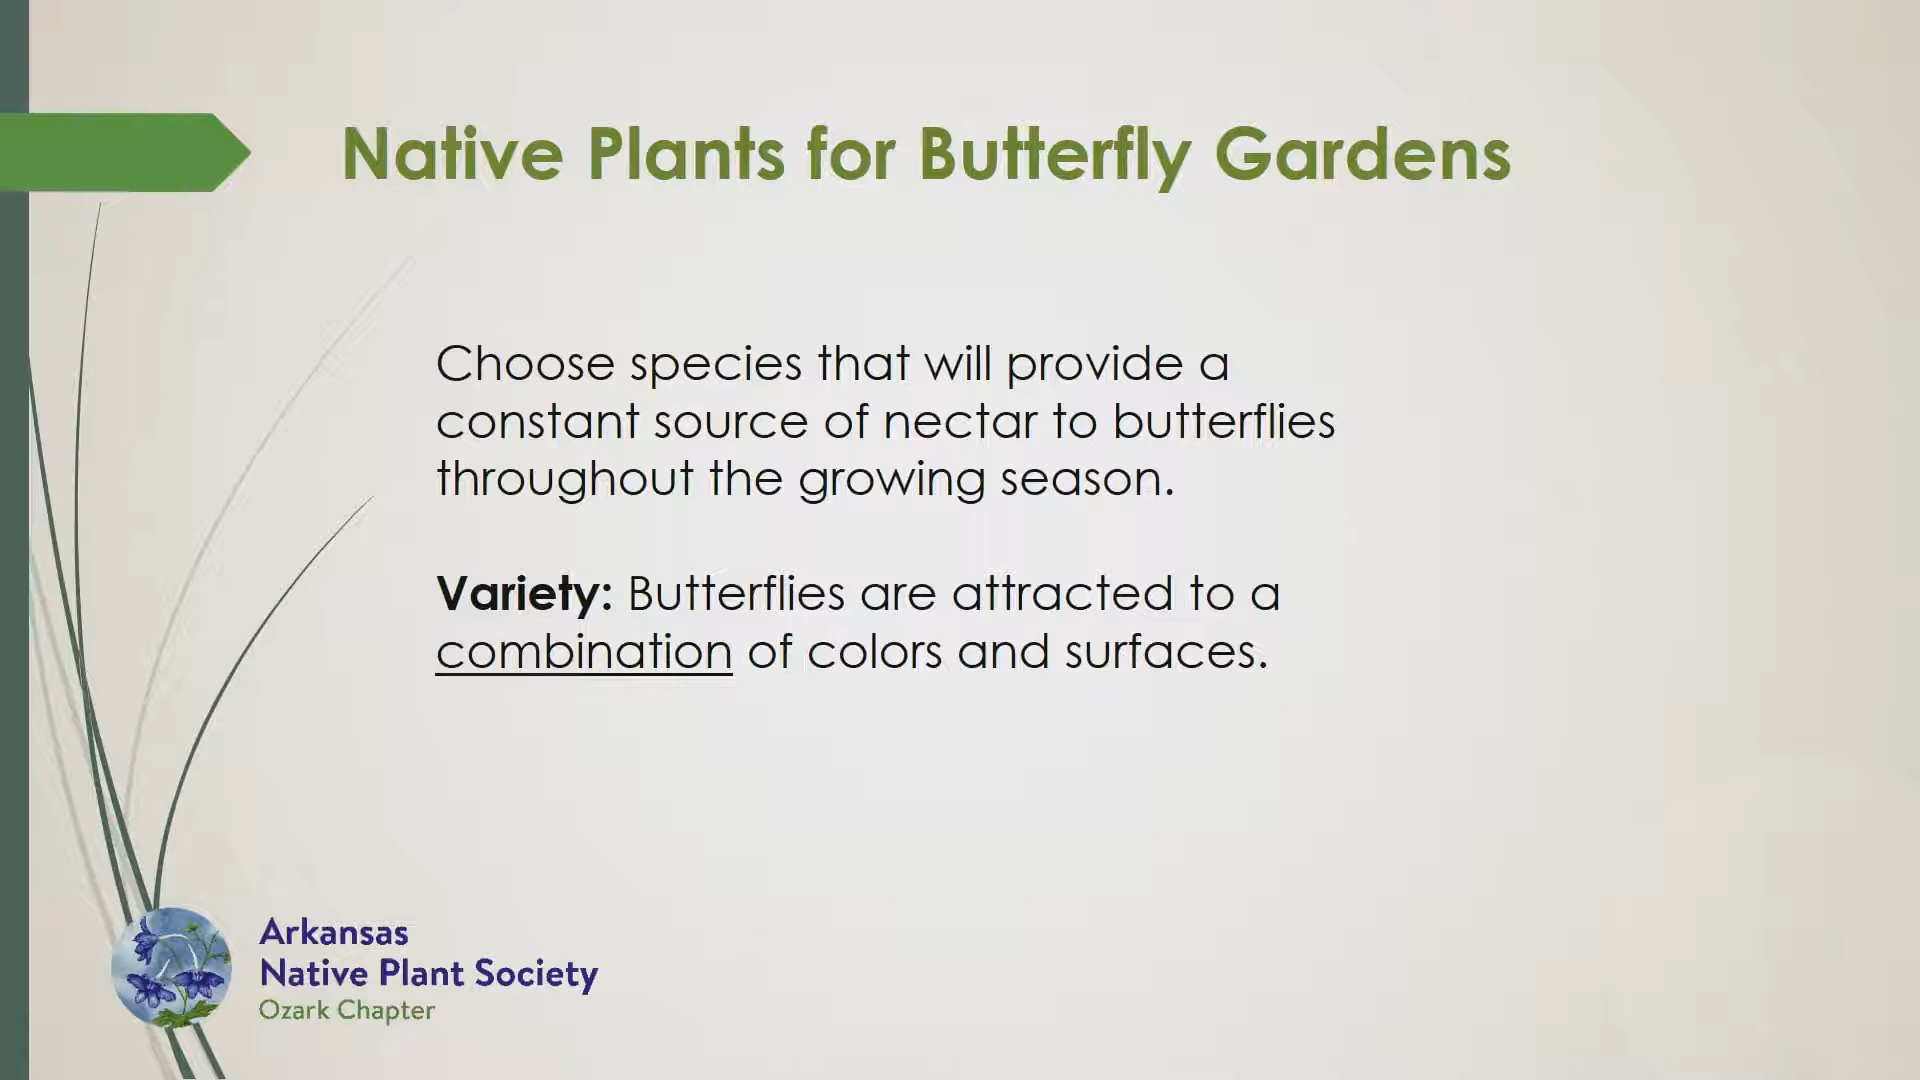 Native Plants for Butterfly Gardens
Choose species that will provide a
constant source of nectar to butterflies
throughout the growing season.
Variety: Butterflies are attracted to a
combination of colors and surfaces.
Arkansas
Native Plant Society
Ozark Chapter